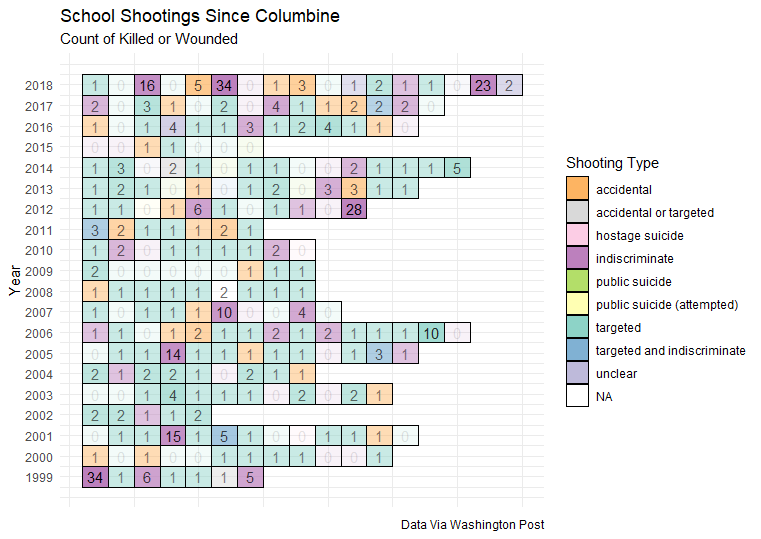 School Shootings Since Columbine
Count of Killed or Wounded
Year
2018 1 0 16 0 5 34 0 1 3 0 1 2 1 1 0 23 2
2017 2 0 3 1 0 2 0 4 1 1 2 2 2 0
2016 1 0 1 4 1 1 3 1 2 4 1 1 0
2015 0 0 1 1 0 0 0
2014 1 3 0 2 1 0 1 1 0 0 2 1 1 1 5
2013 1 2 1 0 1 0 1 2 0 3 3 1 1
2012 1 1 0 1 6 1 0 1 1 0 28
2011 3 2 1 1 1 2 1
2010 1 2 0 1 1 1 1 2 0
2009 2 0 0 0 0 0 1 1 1
2008 1 1 1 1 1 2 1 1 1
2007 1 1 1 1 1 10 0 0 4 0
2006 1 1 0 1 2 1 1 2 1 2 1 1 1 10 0
2005 0 1 1 14 1 1 1 1 1 0 1 3 1
2004 2 1 2 2 1 0 2 1 1
2003 0 0 1 4 1 1 1 0 2 0 2 1
2002 2 2 1 1 2
2001 0 1 1 15 1 5 1 0 0 1 1 1 0
2000 1 0 1 0 0 1 1 1 1 0 0 1
1999 34 1 6 1 1 1 5
Shooting Type
accidental
accidental or targeted
hostage suicide
indiscriminate
public suicide
public suicide (attempted)
targeted
targeted and indiscriminate
unclear
NA
Data Via Washington Post